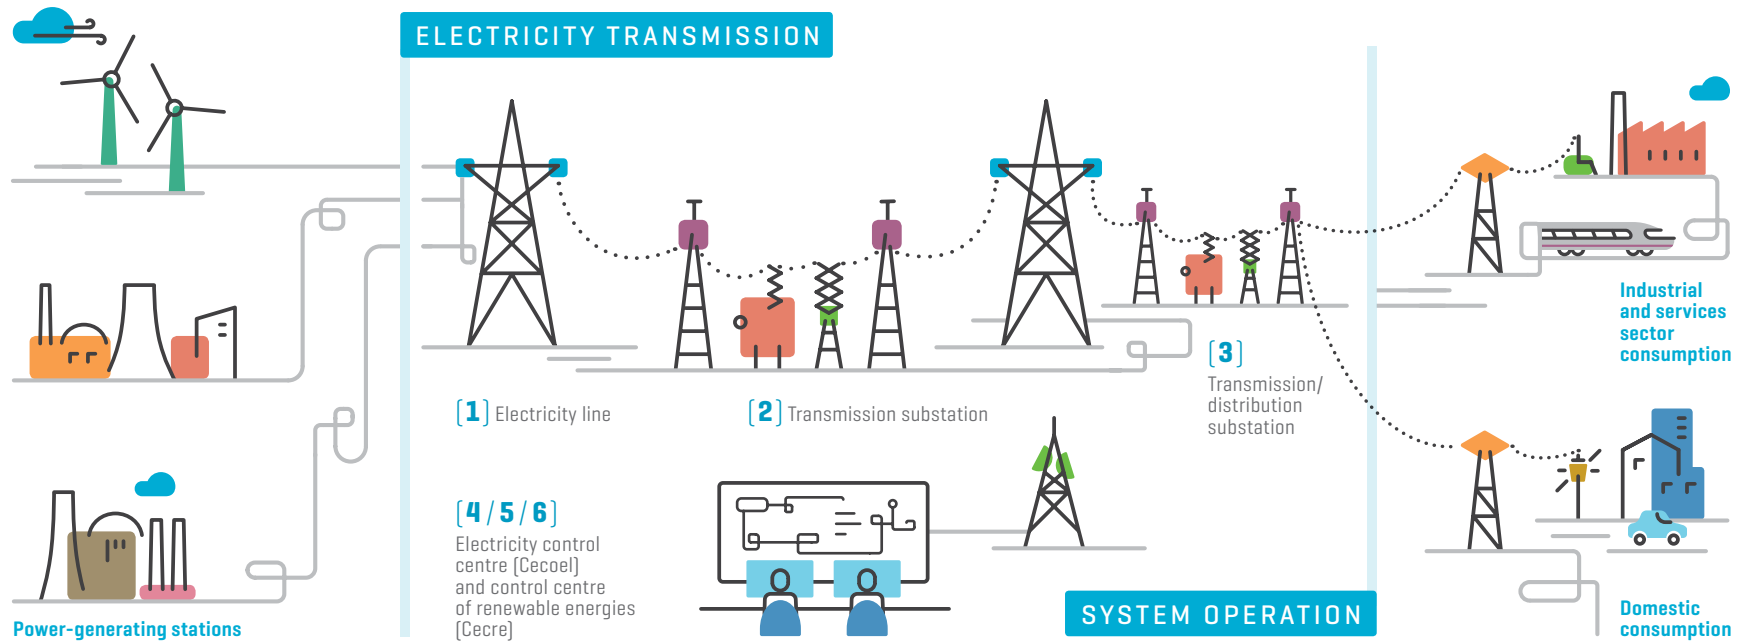 ELECTRICITY TRANSMISSION
Power-generating stations
[1] Electricity line
[2] Transmission substation
[3]
Transmission/
distribution
substation
[4/5/6]
Electricity control
centre [Cecoel]
and control centre
of renewable energies
[Cecre]
SYSTEM OPERATION
Industrial
and services
sector
consumption
Domestic
consumption